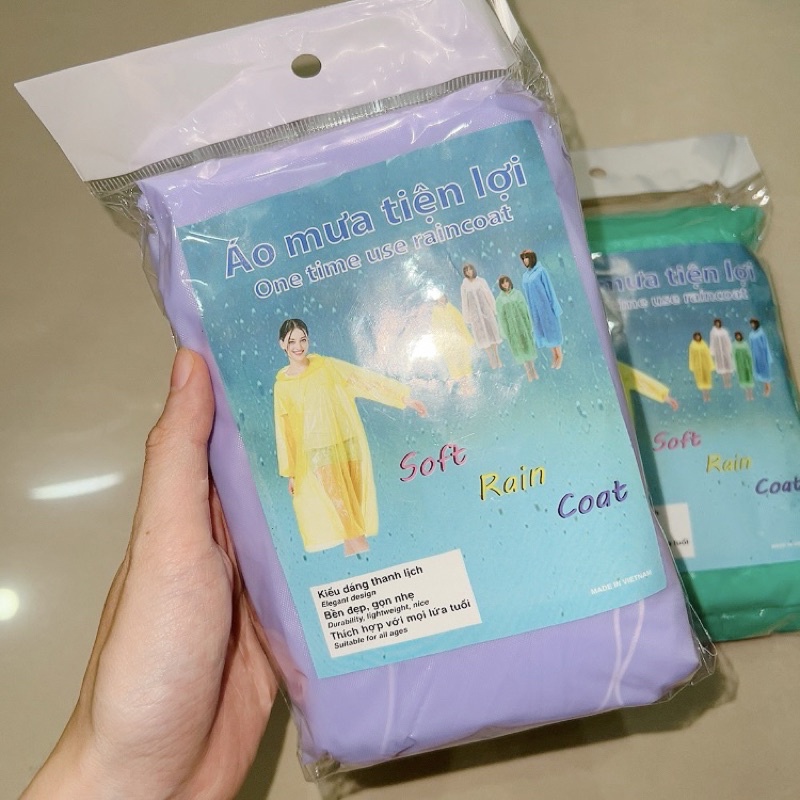 Áo mưa tiện lợi
One time use raincoat
Soft
Rain
Coat
Kiểu dáng thanh lịch
Elegant design
Bền đẹp, gọn nhẹ
Durability, lightweight, nice
Thích hợp với mọi lứa tuổi
Suitable for all ages
MADE IN VIETNAM
mưa tiện lợi
time use raincoat
Soft
Rain
Coat